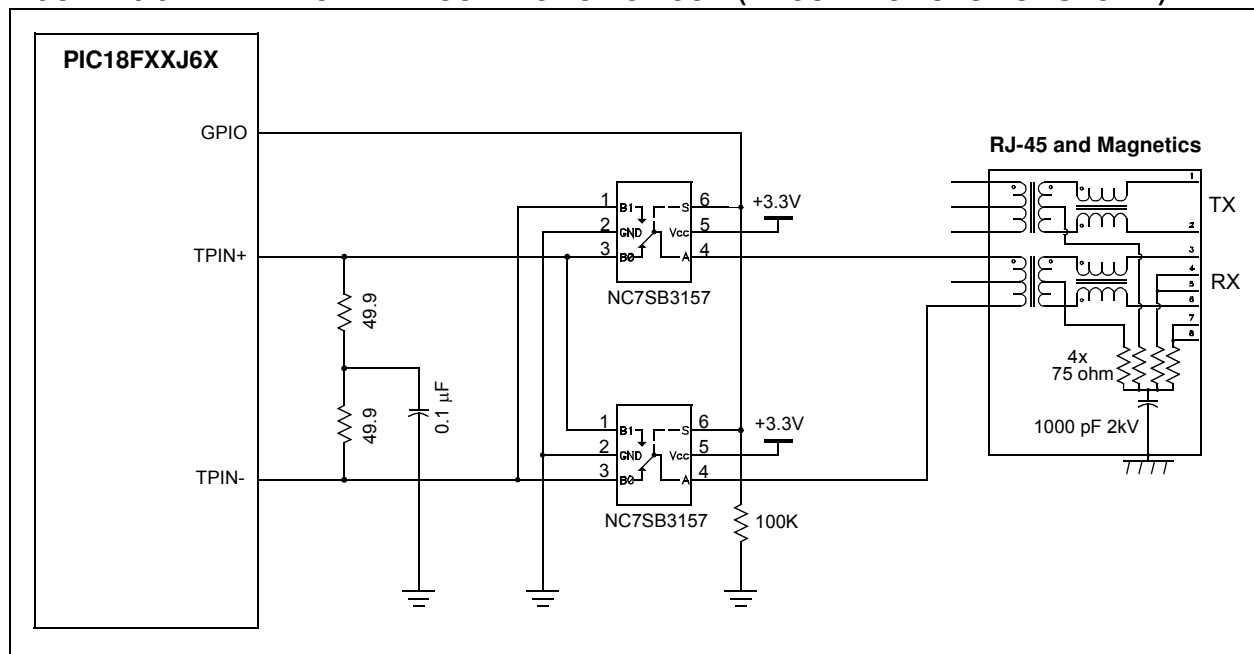 PIC18FXXJ6X
GPIO
RJ-45 and Magnetics
1
TX
2
3
RX
4
5
6
7
8
4x
75 ohm
1000 pF 2kV
TPIN+
49.9
49.9
0.1 µF
TPIN-
1 B1 S 6 +3.3V
2 GND Vcc 5
3 B0 A 4
NC7SB3157
1 B1 S 6 +3.3V
2 GND Vcc 5
3 B0 A 4
NC7SB3157
100K